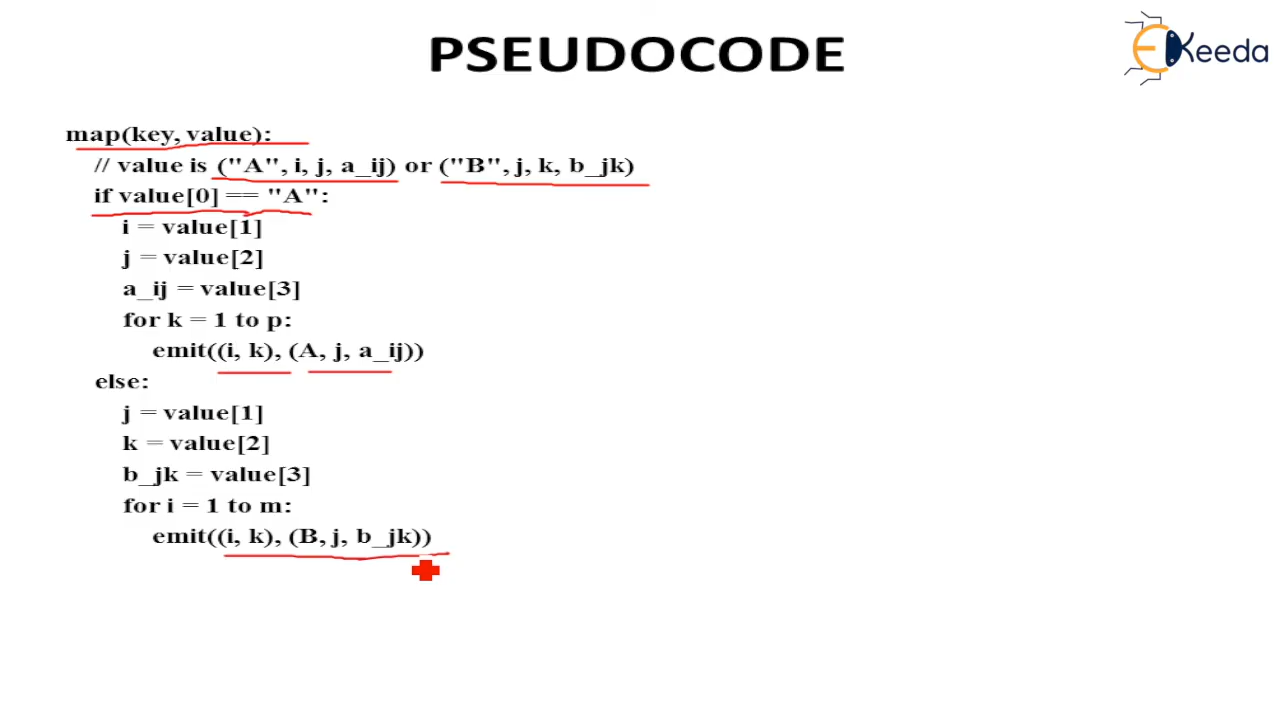 PSEUDOCODE
EKeeda
map(key, value):
// value is ("A", i, j, a_ij) or ("B", j, k, b_jk)
if value[0] == "A":
i = value[1]
j = value[2]
a_ij = value[3]
for k = 1 to p:
emit((i, k), (A, j, a_ij))
else:
j = value[1]
k = value[2]
b_jk = value[3]
for i = 1 to m:
emit((i, k), (B, j, b_jk))